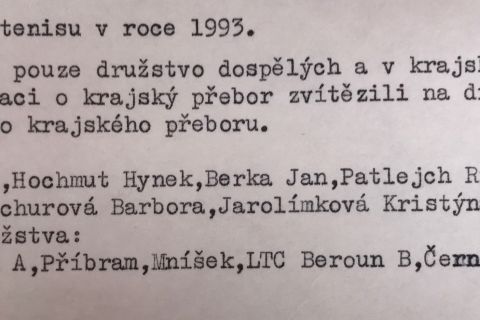 tenisu v roce 1993.
pouze družstvo dospělých a v krajsk
aci o krajský přebor zvítězili na d
o krajského přeboru.
,Hochmut Hynek,Berka Jan,Patlejch R
churová Barbora,Jarolímková Kristýn
žstva:
A,Příbram,Mníšek,LTC Beroun B,Čern